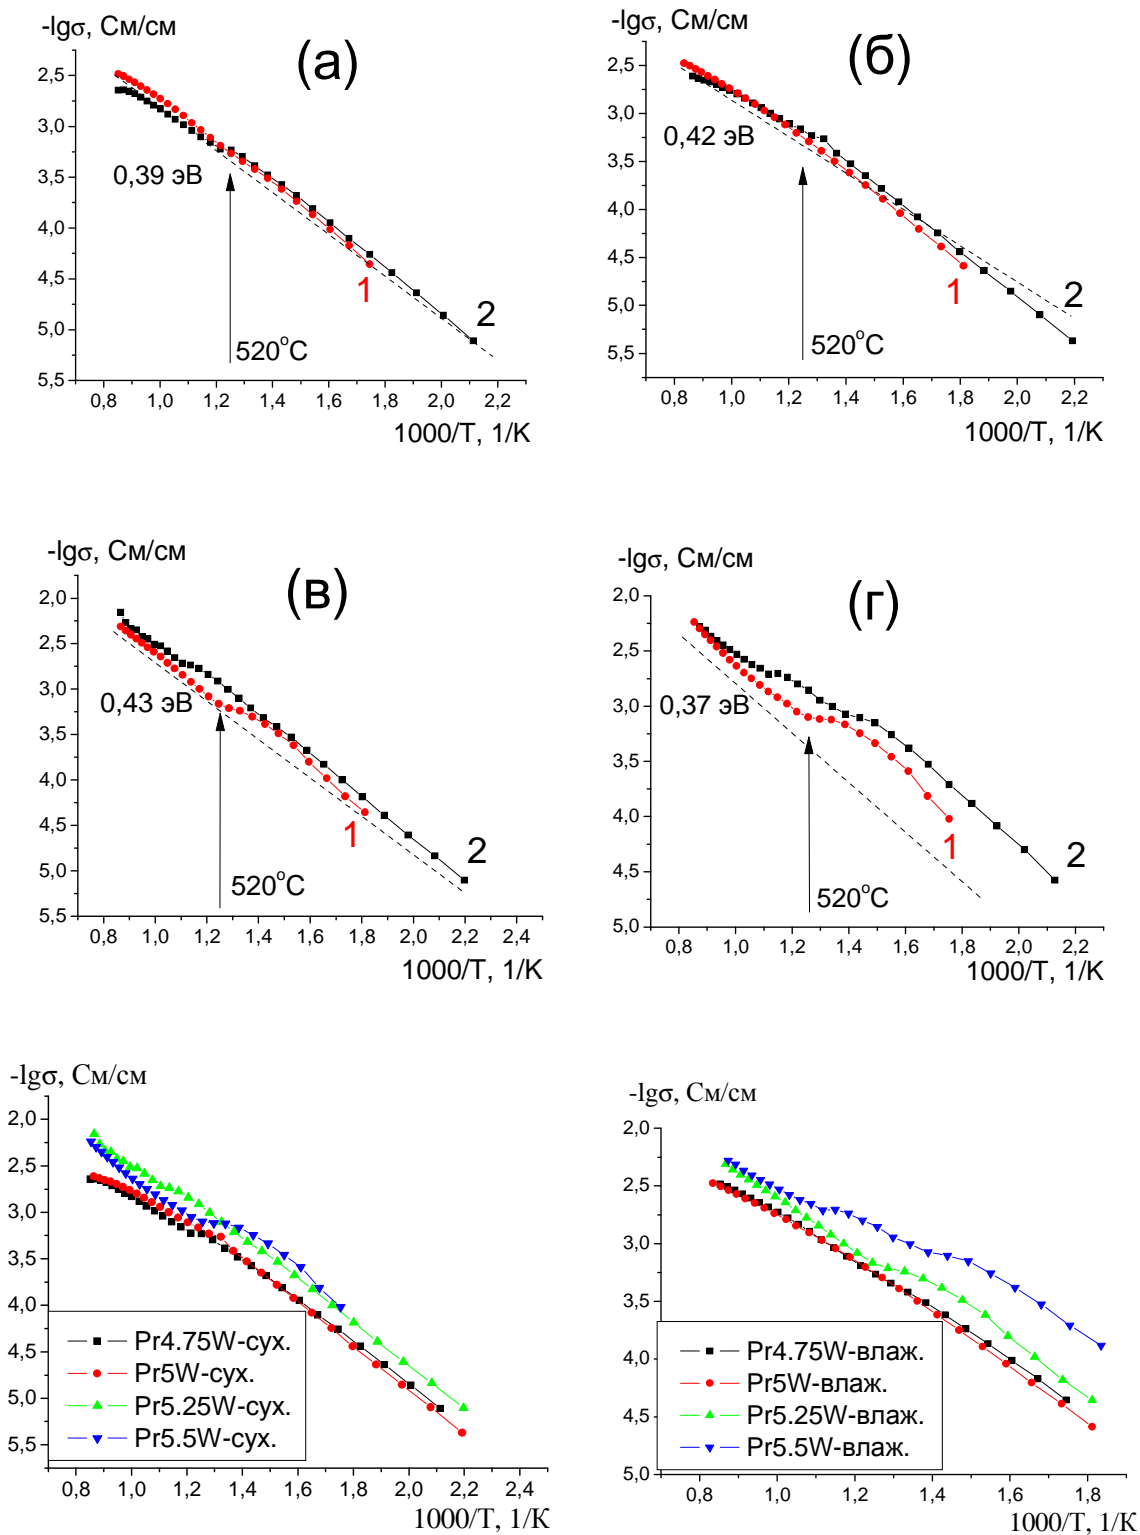 -lgσ, См/см
(а)
2,5
3,0
3,5
4,0
4,5
5,0
5,5
0,39 эВ
520°C
1
2
0,8 1,0 1,2 1,4 1,6 1,8 2,0 2,2
1000/T, 1/K
-lgσ, См/см
(б)
2,5
3,0
3,5
4,0
4,5
5,0
5,5
0,42 эВ
520°C
1
2
0,8 1,0 1,2 1,4 1,6 1,8 2,0 2,2
1000/T, 1/K
-lgσ, См/см
(в)
2,0
2,5
3,0
3,5
4,0
4,5
5,0
5,5
0,43 эВ
520°C
1
2
0,8 1,0 1,2 1,4 1,6 1,8 2,0 2,2 2,4
1000/T, 1/K
-lgσ, См/см
(г)
2,0
2,5
3,0
3,5
4,0
4,5
5,0
0,37 эВ
520°C
1
2
0,8 1,0 1,2 1,4 1,6 1,8 2,0 2,2
1000/T, 1/K
-lgσ, См/см
2,0
2,5
3,0
3,5
4,0
4,5
5,0
5,5
Pr4.75W-сух.
Pr5W-сух.
Pr5.25W-сух.
Pr5.5W-сух.
0,8 1,0 1,2 1,4 1,6 1,8 2,0 2,2 2,4
1000/T, 1/K
-lgσ, См/см
2,0
2,5
3,0
3,5
4,0
4,5
5,0
Pr4.75W-влаж.
Pr5W-влаж.
Pr5.25W-влаж.
Pr5.5W-влаж.
0,8 1,0 1,2 1,4 1,6 1,8
1000/T, 1/K